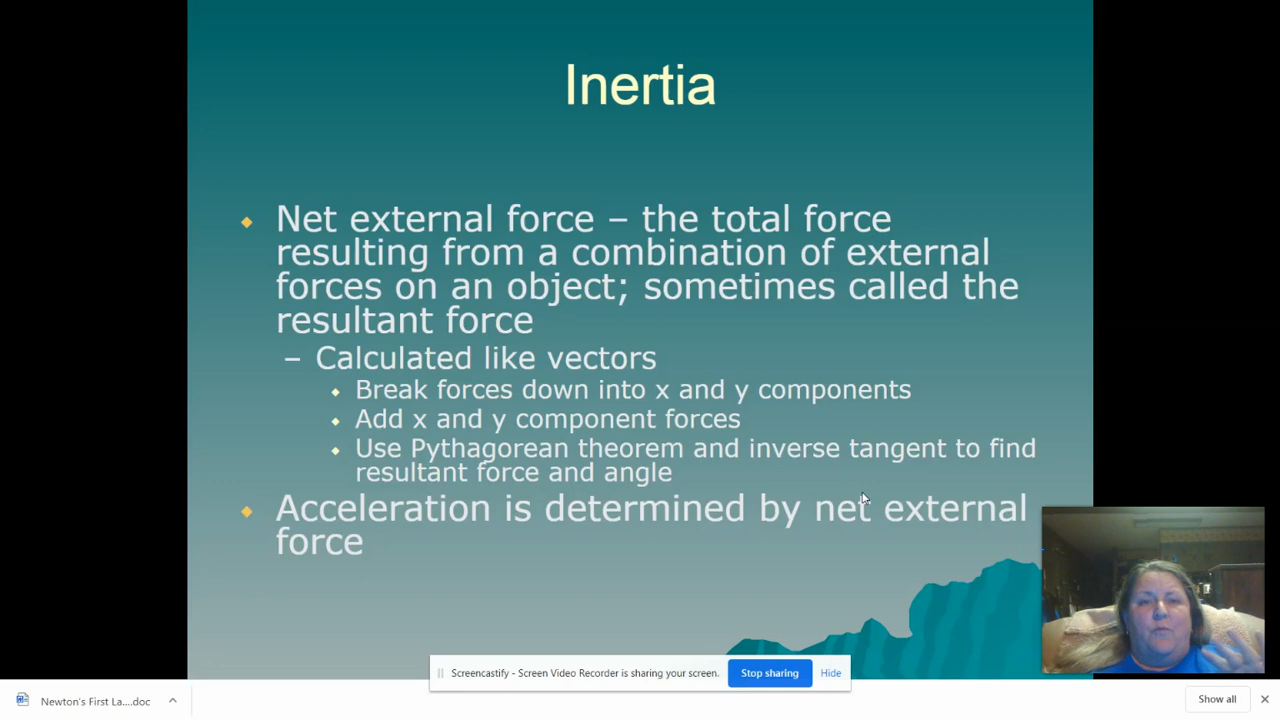 Inertia
Net external force – the total force
resulting from a combination of external
forces on an object; sometimes called the
resultant force
– Calculated like vectors
Break forces down into x and y components
Add x and y component forces
Use Pythagorean theorem and inverse tangent to find
resultant force and angle
Acceleration is determined by net external
force
Screencastify - Screen Video Recorder is sharing your screen.
Stop sharing
Hide
Newton's First La....doc
Show all